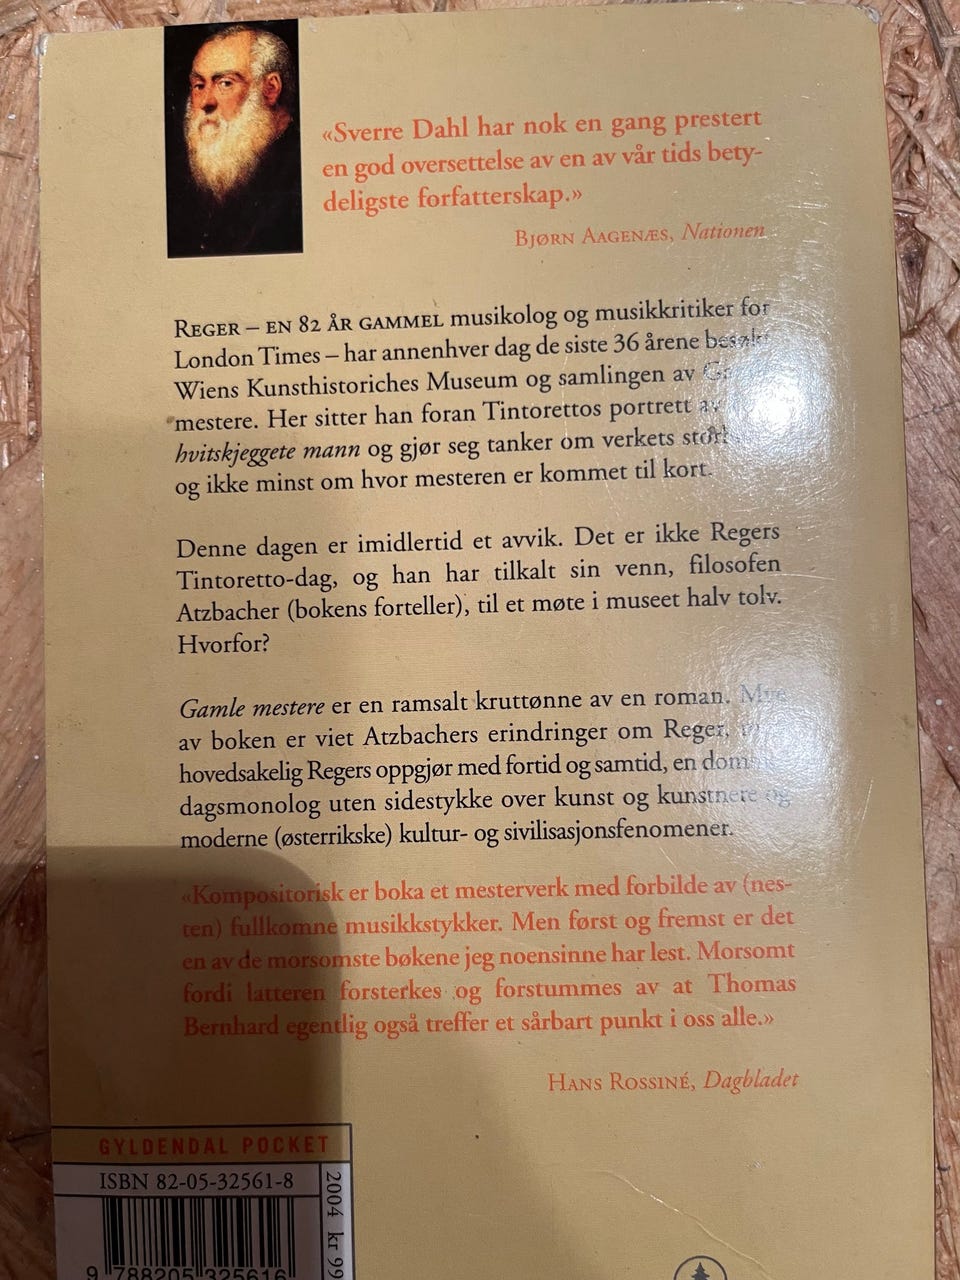 «Sverre Dahl har nok en gang prestert
en god oversettelse av en av vår tids bety-
deligste forfatterskap.»
Bjørn Aagenæs, Nationen
Reger – en 82 år gammel musikolog og musikkritiker for
London Times – har annenhver dag de siste 36 årene besøkt
Wiens Kunsthistoriches Museum og samlingen av
mestere. Her sitter han foran Tintorettos portrett av
hvitskjeggete mann og gjør seg tanker om verkets
og ikke minst om hvor mesteren er kommet til kort.
Denne dagen er imidlertid et avvik. Det er ikke Regers
Tintoretto-dag, og han har tilkalt sin venn, filosofen
Atzbacher (bokens forteller), til et møte i museet halv tolv.
Hvorfor?
Gamle mestere er en ramsalt kruttønne av en roman. Mye
av boken er viet Atzbachers erindringer om Reger,
hovedsakelig Regers oppgjør med fortid og samtid, en
dagsmonolog uten sidestykke over kunst og kunstnere og
moderne (østerrikske) kultur- og sivilisasjonsfenomener.
«Kompositorisk er boka et mesterverk med forbilde av (nes-
ten) fullkomne musikkstykker. Men først og fremst er det
en av de morsomste bøkene jeg noensinne har lest. Morsomt
fordi latteren forsterkes og forstummes av at Thomas
Bernhard egentlig også treffer et sårbart punkt i oss alle.»
Hans Rossiné, Dagbladet
GYLDENDAL POCKET
ISBN 82-05-32561-8
2004 kr 99
9 788205 325616